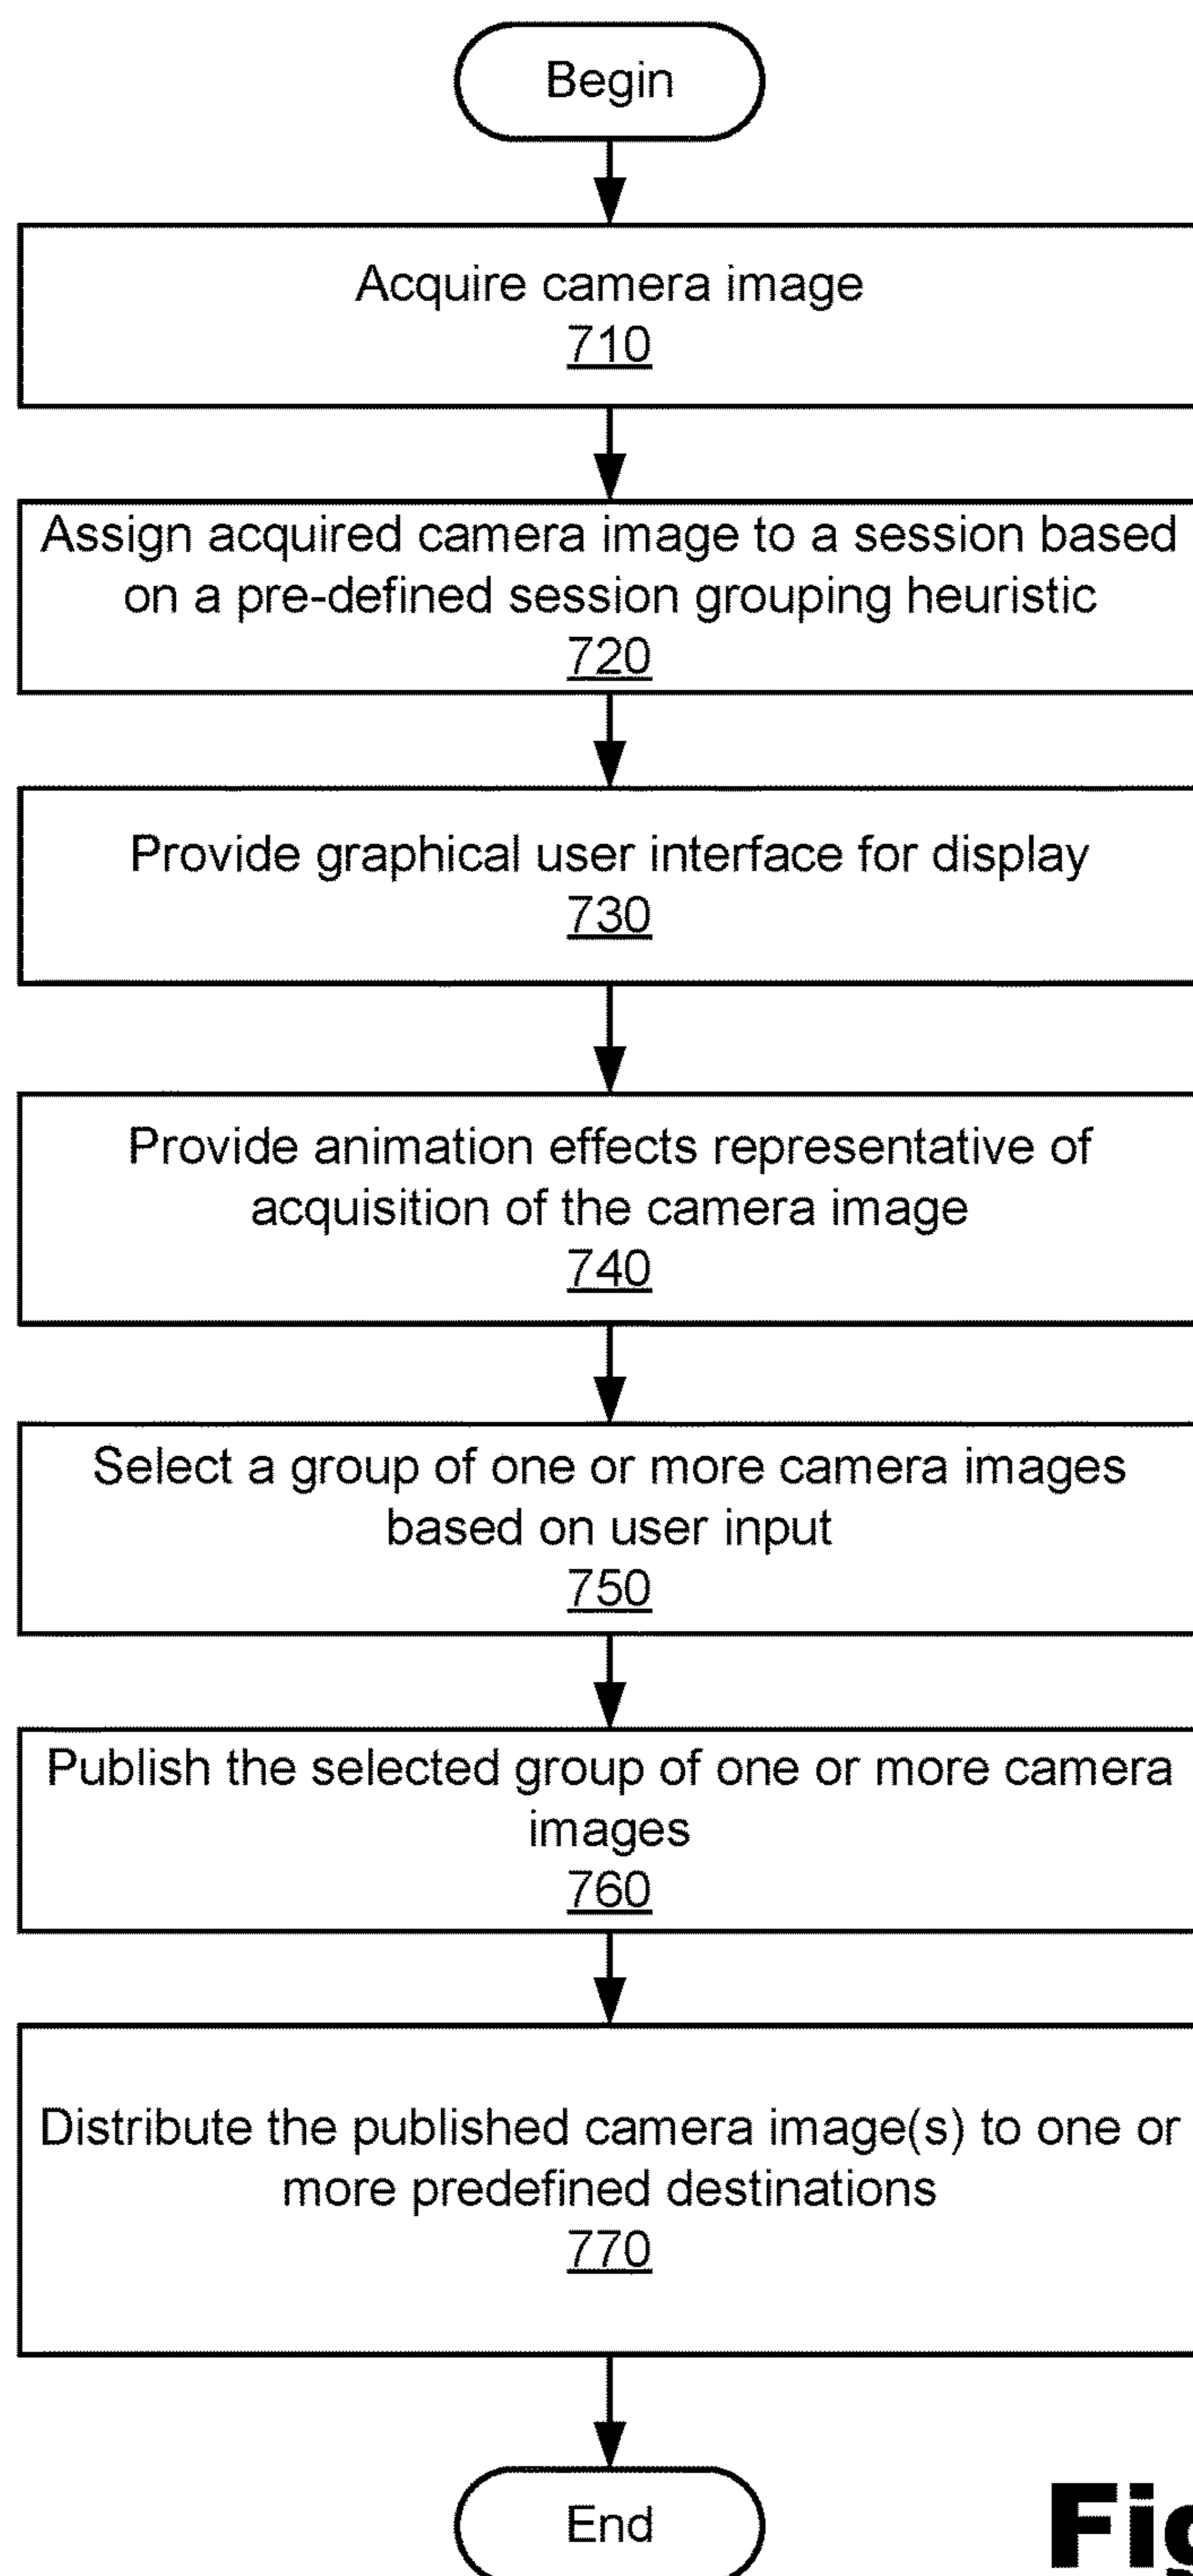 Begin
Acquire camera image
710
Assign acquired camera image to a session based
on a pre-defined session grouping heuristic
720
Provide graphical user interface for display
730
Provide animation effects representative of
acquisition of the camera image
740
Select a group of one or more camera images
based on user input
750
Publish the selected group of one or more camera
images
760
Distribute the published camera image(s) to one or
more predefined destinations
770
End